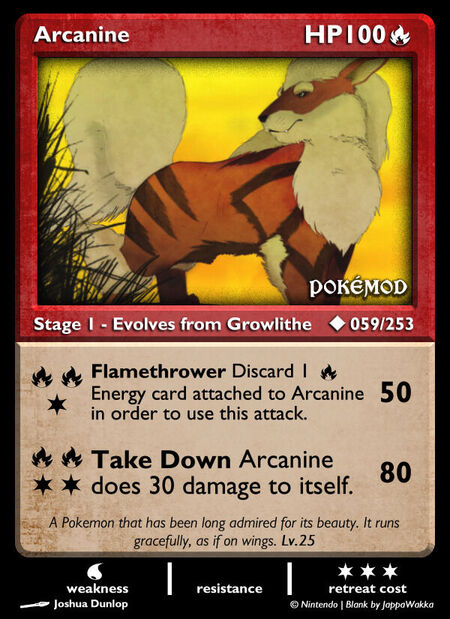 Arcanine HP100
POKÉMOD
Stage 1 - Evolves from Growlithe 059/253
Flamethrower Discard 1
Energy card attached to Arcanine 50
in order to use this attack.
Take Down Arcanine 80
does 30 damage to itself.
A Pokemon that has been long admired for its beauty. It runs
gracefully, as if on wings. Lv.25
weakness resistance retreat cost
Joshua Dunlop © Nintendo | Blank by JappaWakka